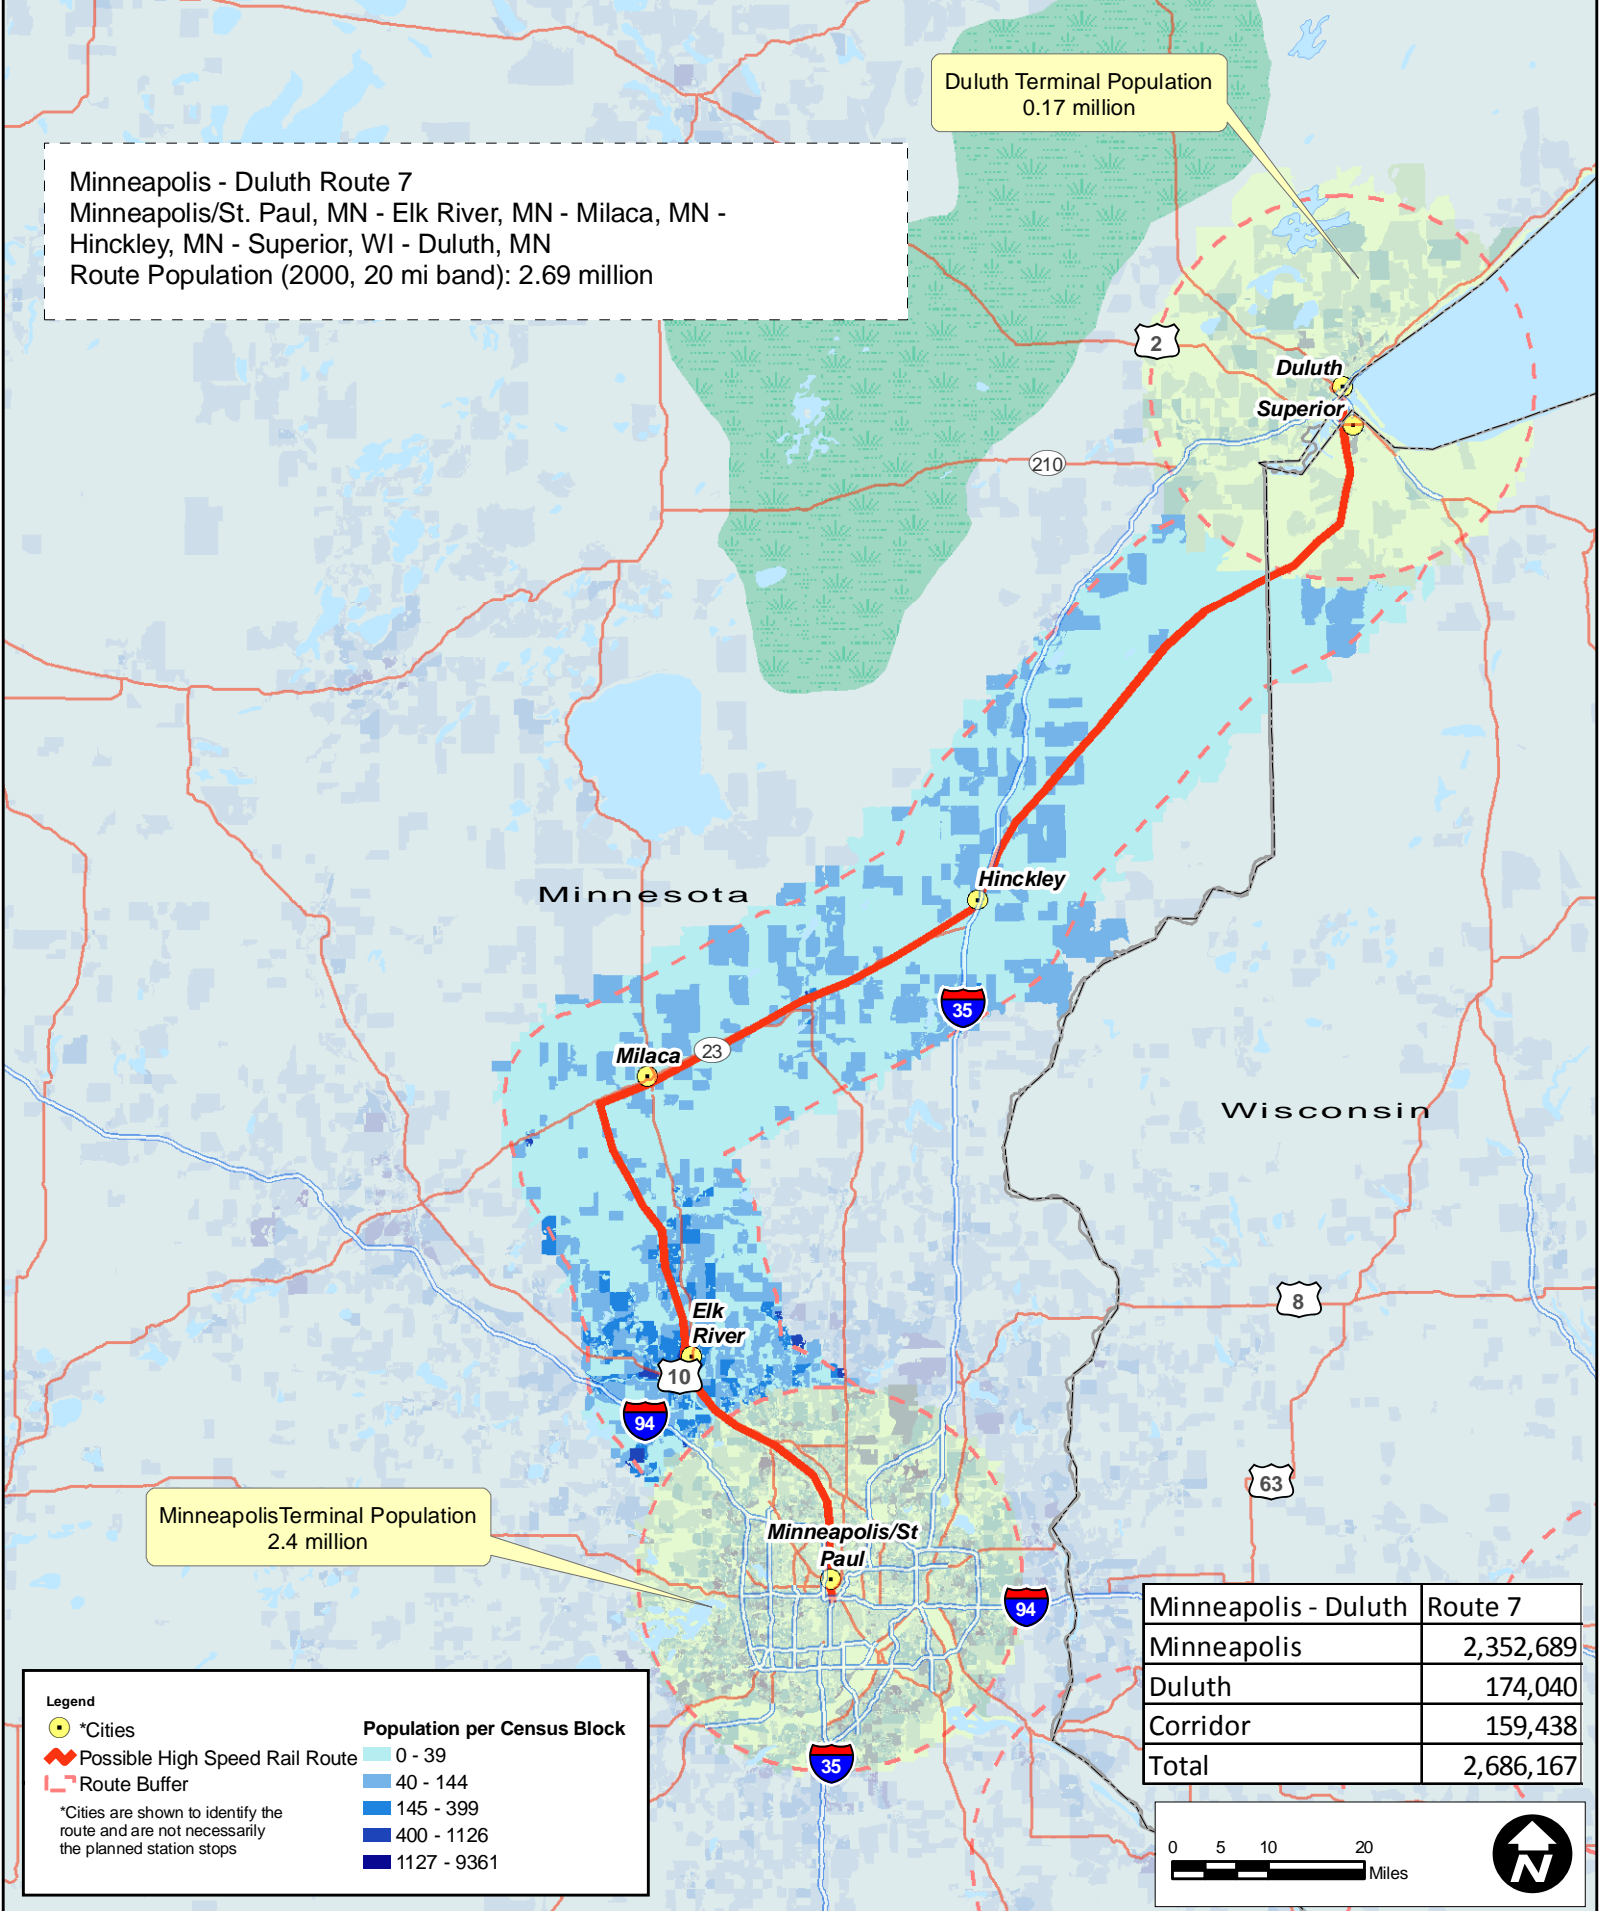 Duluth Terminal Population
0.17 million
Minneapolis - Duluth Route 7
Minneapolis/St. Paul, MN - Elk River, MN - Milaca, MN -
Hinckley, MN - Superior, WI - Duluth, MN
Route Population (2000, 20 mi band): 2.69 million
2
Duluth
Superior
210
Hinckley
Minnesota
35
23
Milaca
Wisconsin
8
Elk
River
10
94
63
MinneapolisTerminal Population
2.4 million
Minneapolis/St
Paul
94
35
Minneapolis - Duluth Route 7
Minneapolis 2,352,689
Duluth 174,040
Corridor 159,438
Total 2,686,167
Legend
*Cities
Possible High Speed Rail Route
Route Buffer
*Cities are shown to identify the
route and are not necessarily
the planned station stops
Population per Census Block
0 - 39
40 - 144
145 - 399
400 - 1126
1127 - 9361
0 5 10 20
Miles
N